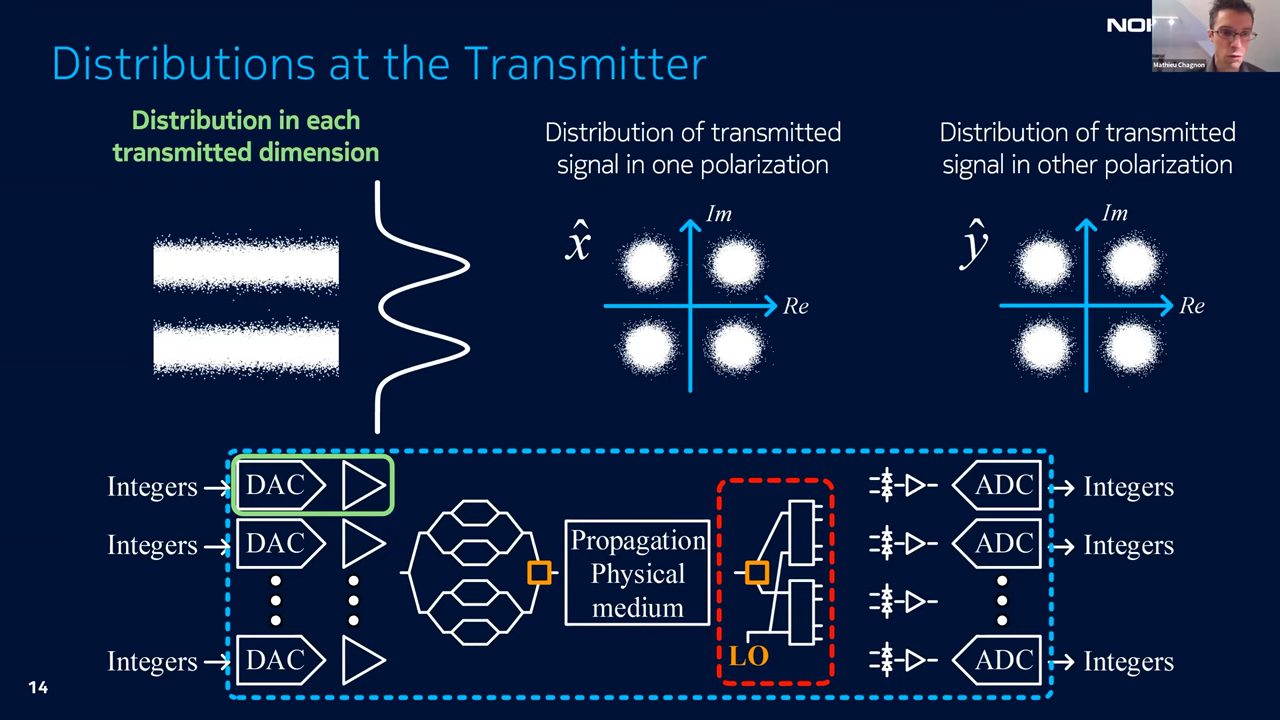 Mathieu Chagnon
Distributions at the Transmitter
Distribution in each
transmitted dimension
Distribution of transmitted
signal in one polarization
Distribution of transmitted
signal in other polarization
x̂
Im
Re
ŷ
Im
Re
Integers
DAC
ADC
Integers
Integers
DAC
ADC
Integers
Propagation
Physical
medium
LO
Integers
DAC
ADC
Integers
14